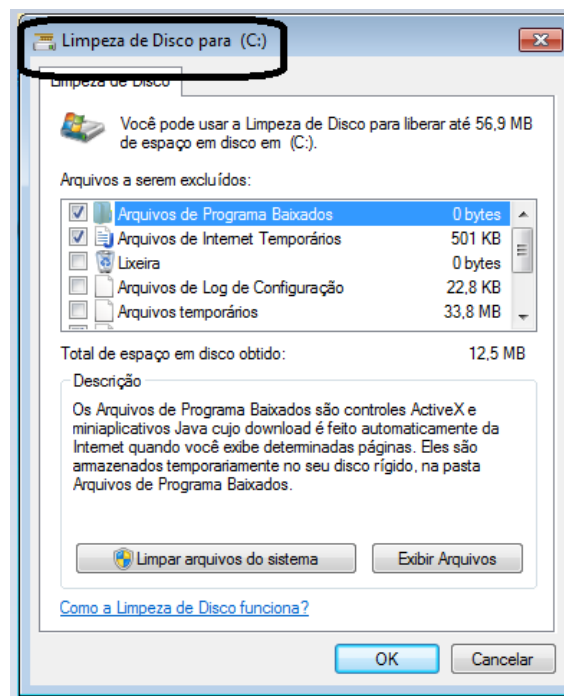 Limpeza de Disco para (C:)
Limpeza de Disco
Você pode usar a Limpeza de Disco para liberar até 56,9 MB
de espaço em disco em (C:).
Arquivos a serem excluídos:
Arquivos de Programa Baixados 0 bytes
Arquivos de Internet Temporários 501 KB
Lixeira 0 bytes
Arquivos de Log de Configuração 22,8 KB
Arquivos temporários 33,8 MB
Total de espaço em disco obtido: 12,5 MB
Descrição
Os Arquivos de Programa Baixados são controles ActiveX e
miniaplicativos Java cujo download é feito automaticamente da
Internet quando você exibe determinadas páginas. Eles são
armazenados temporariamente no seu disco rígido, na pasta
Arquivos de Programa Baixados.
Limpar arquivos do sistema Exibir Arquivos
Como a Limpeza de Disco funciona?
OK Cancelar